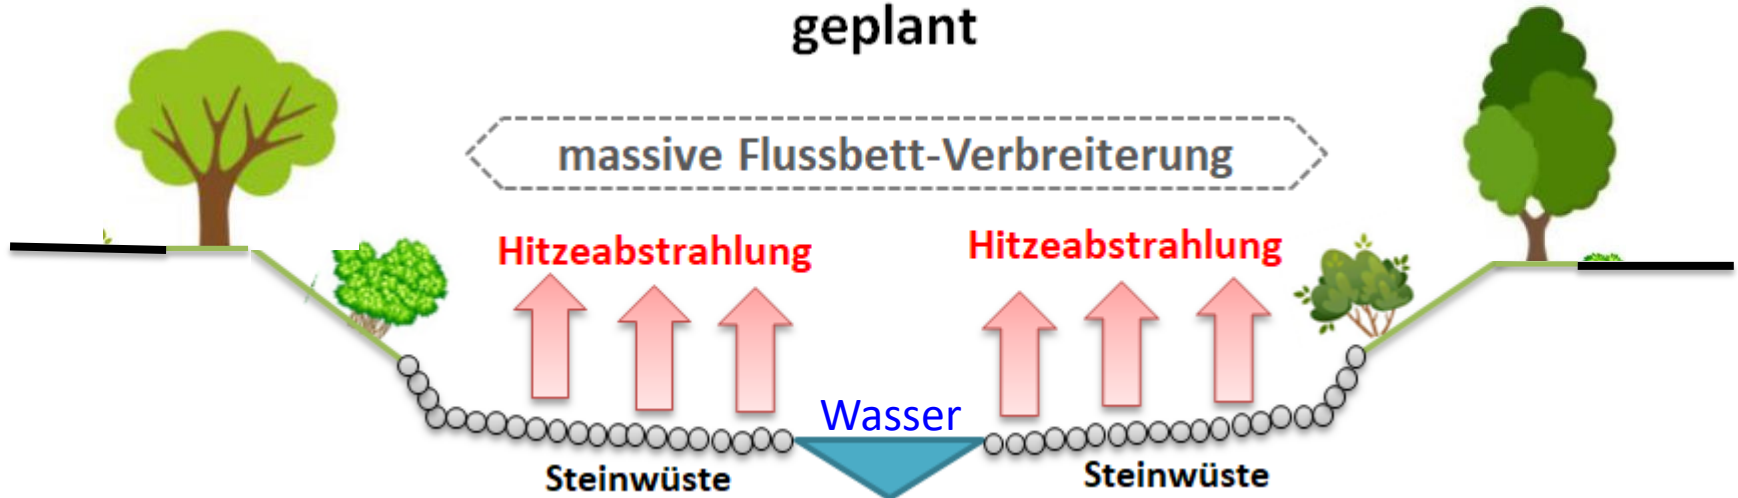 geplant
massive Flussbett-Verbreiterung
Hitzeabstrahlung
Hitzeabstrahlung
Wasser
Steinwüste
Steinwüste